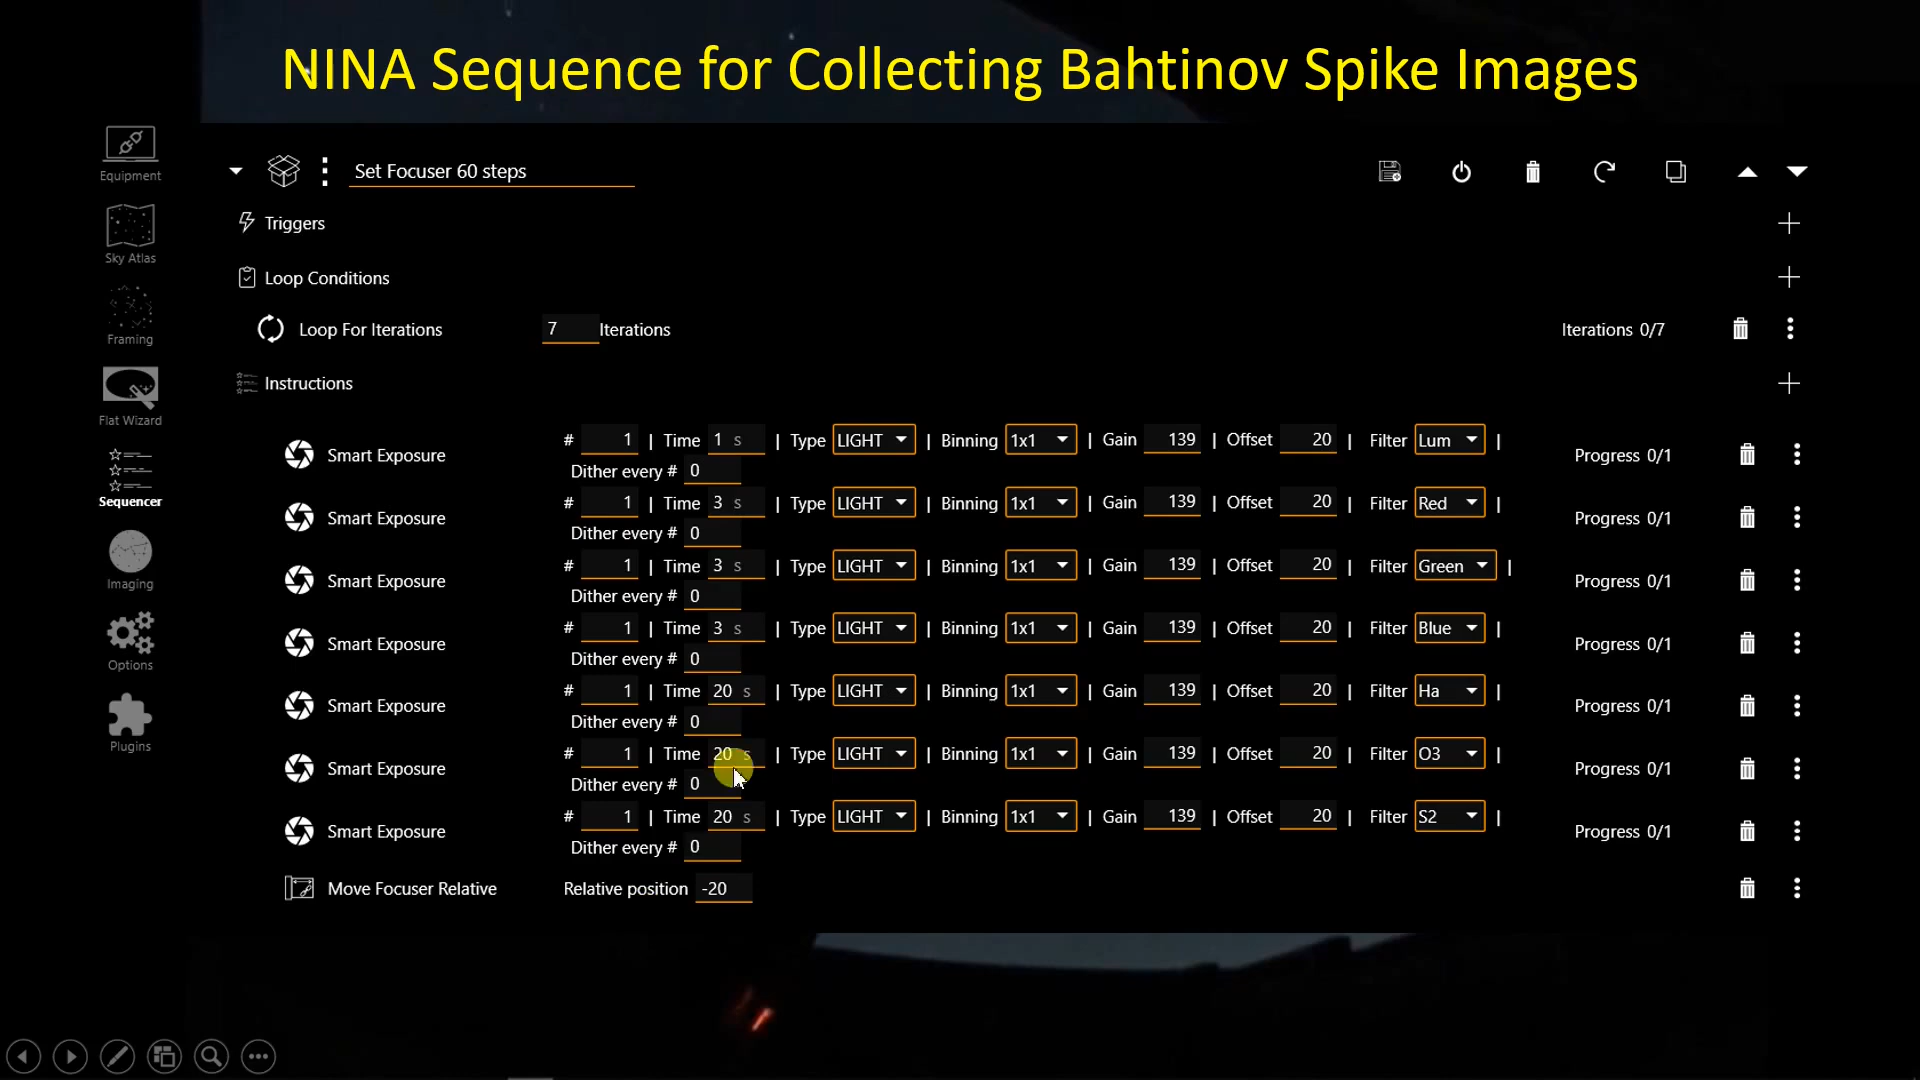 NINA Sequence for Collecting Bahtinov Spike Images
Equipment
Sky Atlas
Framing
Flat Wizard
Sequencer
Imaging
Options
Plugins
Set Focuser 60 steps
Triggers
Loop Conditions
Loop For Iterations 7 Iterations Iterations 0/7
Instructions
Smart Exposure # 1 | Time 1 s | Type LIGHT | Binning 1x1 | Gain 139 | Offset 20 | Filter Lum | Progress 0/1
Dither every # 0
Smart Exposure # 1 | Time 3 s | Type LIGHT | Binning 1x1 | Gain 139 | Offset 20 | Filter Red | Progress 0/1
Dither every # 0
Smart Exposure # 1 | Time 3 s | Type LIGHT | Binning 1x1 | Gain 139 | Offset 20 | Filter Green | Progress 0/1
Dither every # 0
Smart Exposure # 1 | Time 3 s | Type LIGHT | Binning 1x1 | Gain 139 | Offset 20 | Filter Blue | Progress 0/1
Dither every # 0
Smart Exposure # 1 | Time 20 s | Type LIGHT | Binning 1x1 | Gain 139 | Offset 20 | Filter Ha | Progress 0/1
Dither every # 0
Smart Exposure # 1 | Time 20 s | Type LIGHT | Binning 1x1 | Gain 139 | Offset 20 | Filter O3 | Progress 0/1
Dither every # 0
Smart Exposure # 1 | Time 20 s | Type LIGHT | Binning 1x1 | Gain 139 | Offset 20 | Filter S2 | Progress 0/1
Dither every # 0
Move Focuser Relative Relative position -20